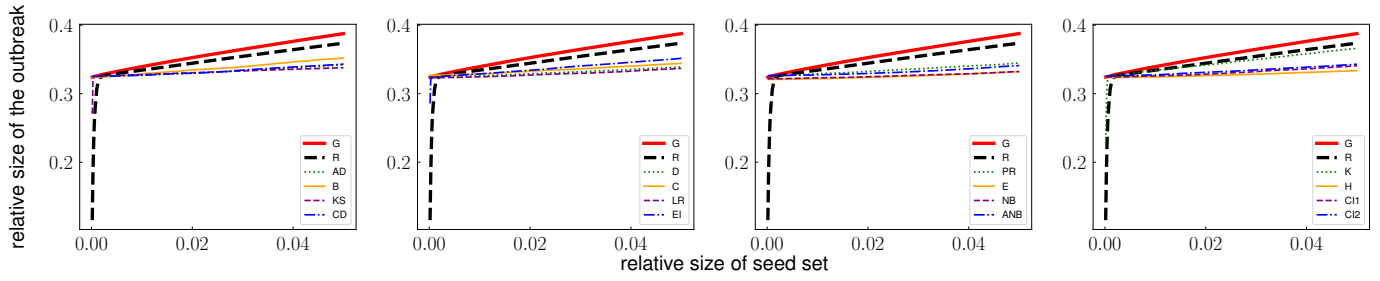 relative size of the outbreak
0.4
0.3
0.2
0.00
0.02
0.04
G
R
AD
B
KS
CD
0.4
0.3
0.2
0.00
0.02
0.04
G
R
D
C
LR
EI
0.4
0.3
0.2
0.00
0.02
0.04
G
R
PR
E
NB
ANB
0.4
0.3
0.2
0.00
0.02
0.04
G
R
K
H
CI1
CI2
relative size of seed set